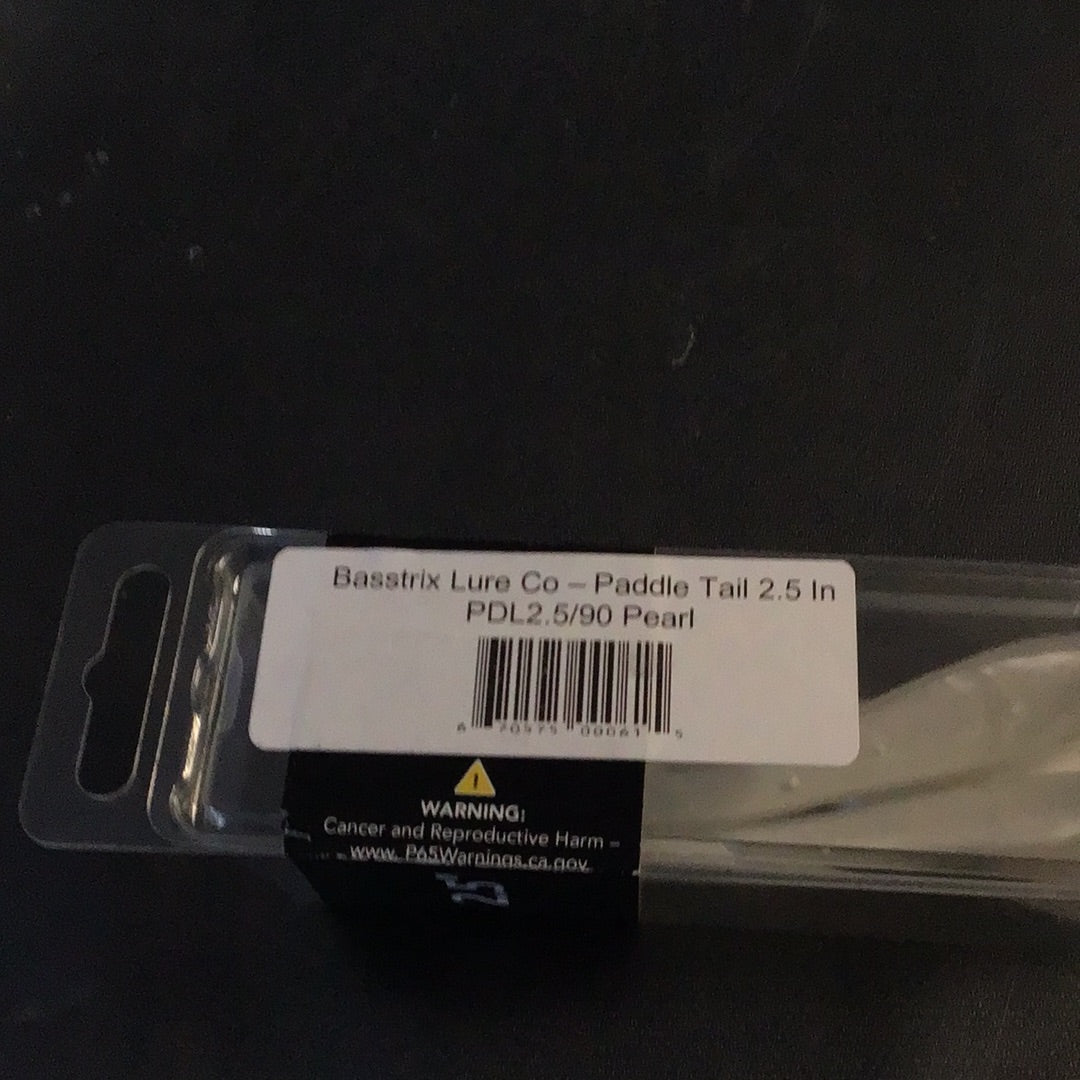 Basstrix Lure Co – Paddle Tail 2.5 In
PDL2.5/90 Pearl
WARNING:
Cancer and Reproductive Harm –
www. P65Warnings.ca.gov